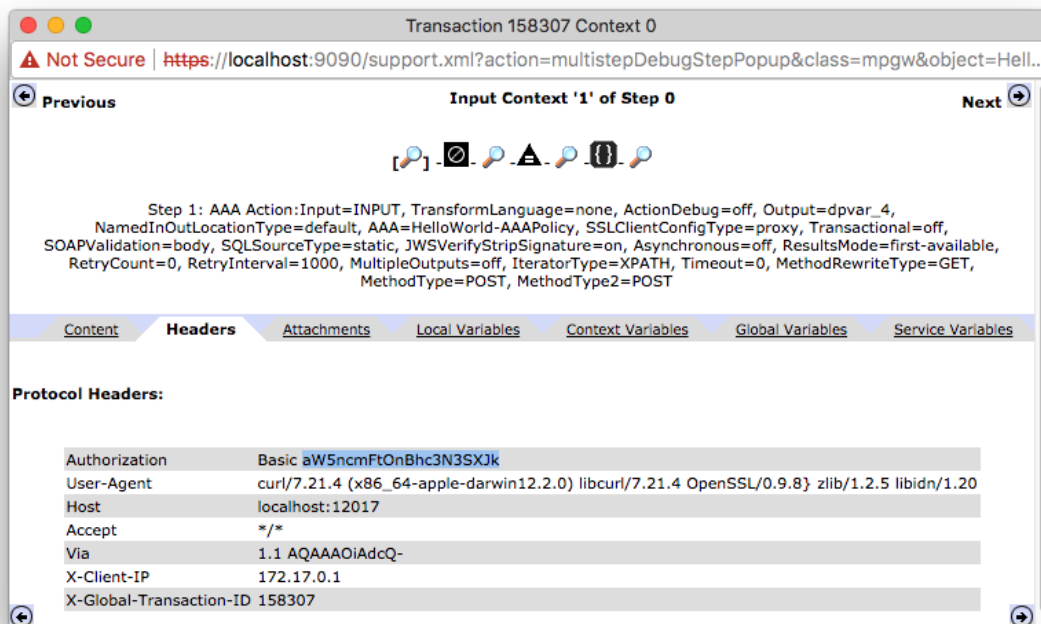 Transaction 158307 Context 0
Not Secure | https://localhost:9090/support.xml?action=multistepDebugStepPopup&class=mpgw&object=Hell...
Previous Input Context '1' of Step 0 Next
[ ] - - - - - -
Step 1: AAA Action:Input=INPUT, TransformLanguage=none, ActionDebug=off, Output=dpvar_4,
NamedInOutLocationType=default, AAA=HelloWorld-AAAPolicy, SSLClientConfigType=proxy, Transactional=off,
SOAPValidation=body, SQLSourceType=static, JWSVerifyStripSignature=on, Asynchronous=off, ResultsMode=first-available,
RetryCount=0, RetryInterval=1000, MultipleOutputs=off, IteratorType=XPATH, Timeout=0, MethodRewriteType=GET,
MethodType=POST, MethodType2=POST
Content Headers Attachments Local Variables Context Variables Global Variables Service Variables
Protocol Headers:
Authorization Basic aW5ncmFtOnBhc3N3SXJk
User-Agent curl/7.21.4 (x86_64-apple-darwin12.2.0) libcurl/7.21.4 OpenSSL/0.9.8} zlib/1.2.5 libidn/1.20
Host localhost:12017
Accept */*
Via 1.1 AQAAAOiAdcQ-
X-Client-IP 172.17.0.1
X-Global-Transaction-ID 158307